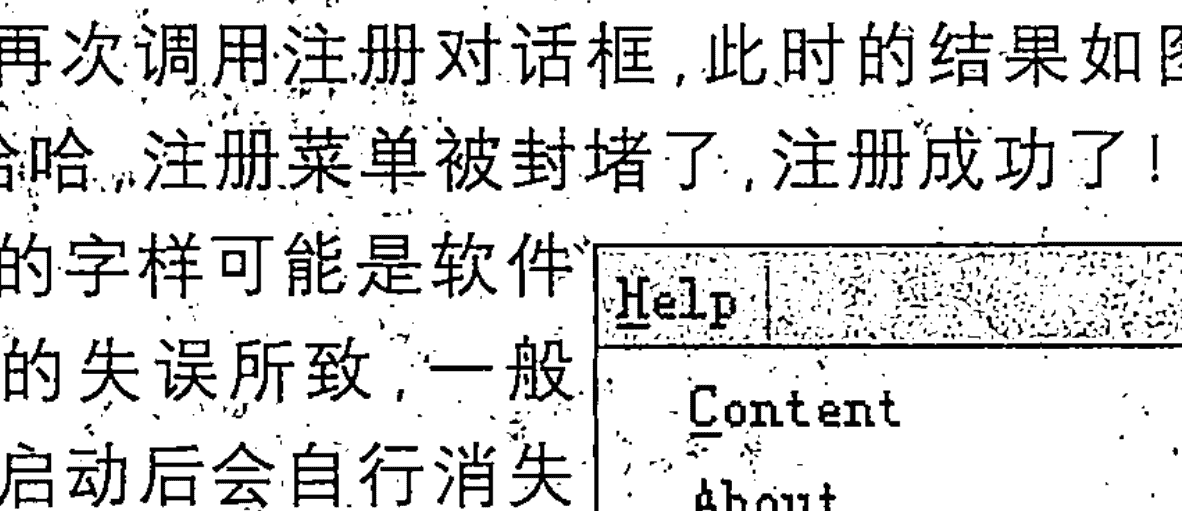 再次调用注册对话框,此时的结果如图
哈哈,注册菜单被封堵了,注册成功了!
的字样可能是软件
的失误所致,一般
启动后会自行消失
Help
Content
About